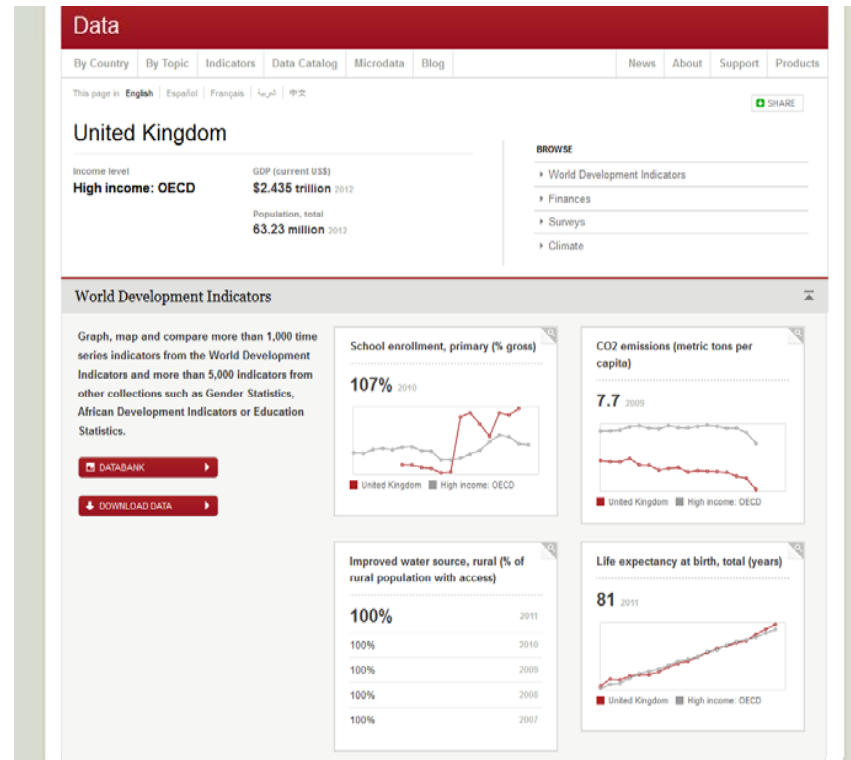 Data
By Country By Topic Indicators Data Catalog Microdata Blog News About Support Products
This page in English Español Français العربية 中文
SHARE
United Kingdom
BROWSE
Income level
High income: OECD
GDP (current US$)
$2.435 trillion 2012
Population, total
63.23 million 2012
World Development Indicators
Finances
Surveys
Climate
World Development Indicators
Graph, map and compare more than 1,000 time
series indicators from the World Development
Indicators and more than 5,000 indicators from
other collections such as Gender Statistics,
African Development Indicators or Education
Statistics.
DATABANK
DOWNLOAD DATA
School enrollment, primary (% gross)
107% 2010
United Kingdom High income: OECD
CO2 emissions (metric tons per
capita)
7.7 2009
United Kingdom High income: OECD
Improved water source, rural (% of
rural population with access)
100% 2011
100% 2010
100% 2009
100% 2008
100% 2007
Life expectancy at birth, total (years)
81 2011
United Kingdom High income: OECD